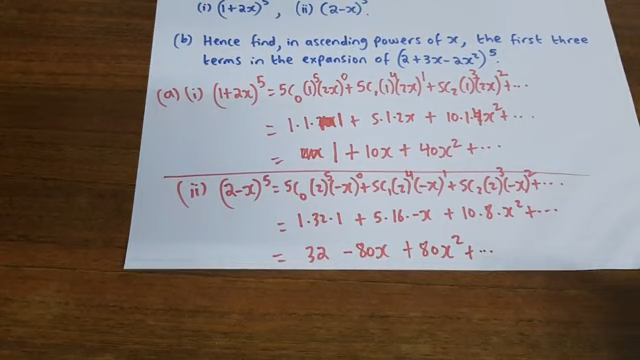 (i) (1+2x)⁵ , (ii) (2-x)⁵.
(b) Hence find, in ascending powers of x, the first three
terms in the expansion of (2+3x-2x²)⁵.
(a) (i) (1+2x)⁵ = 5C₀(1)⁵(2x)⁰ + 5C₁(1)⁴(2x)¹ + 5C₂(1)³(2x)² + ...
= 1.1.1 + 5.1.2x + 10.1.4x² + ...
= 1 + 10x + 40x² + ...
(ii) (2-x)⁵ = 5C₀(2)⁵(-x)⁰ + 5C₁(2)⁴(-x)¹ + 5C₂(2)³(-x)² + ...
= 1.32.1 + 5.16.-x + 10.8.x² + ...
= 32 - 80x + 80x² + ...